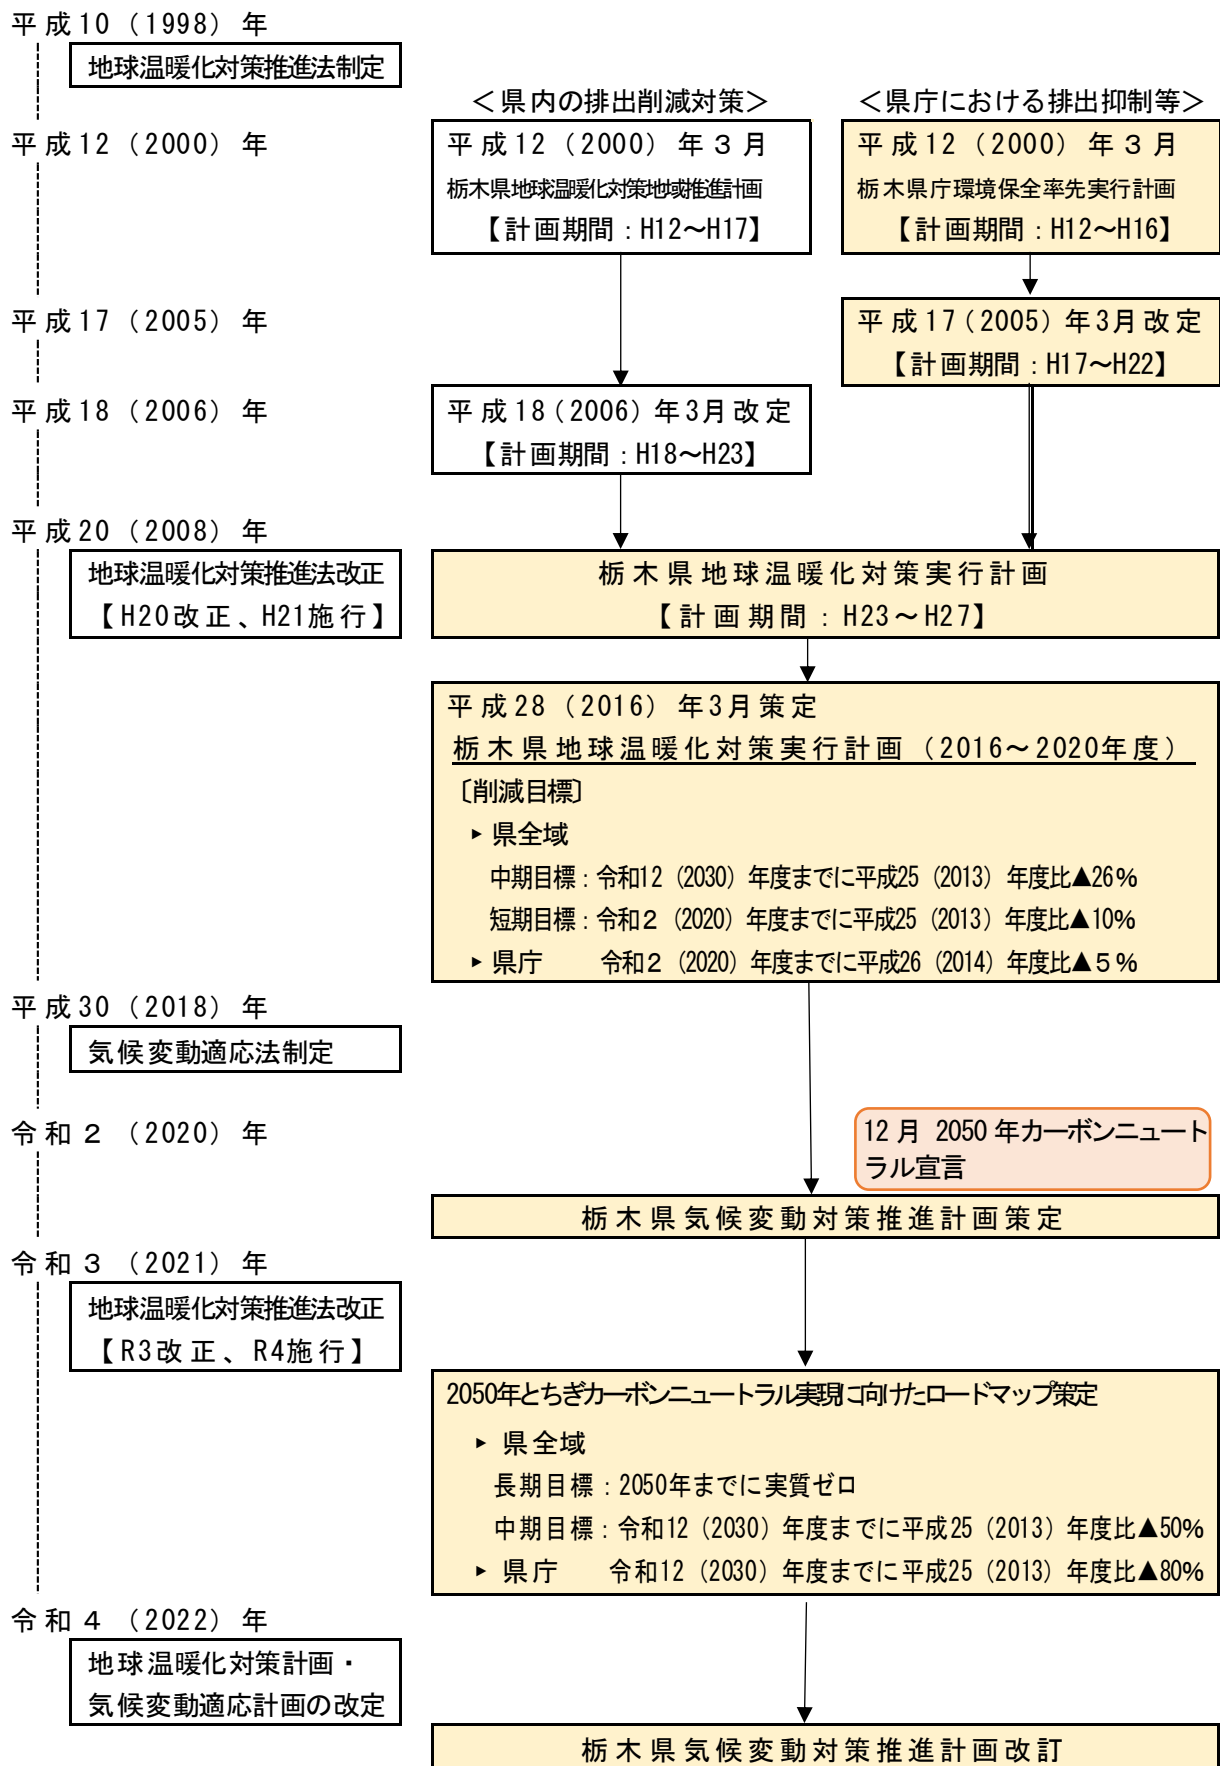 平成10（1998）年
地球温暖化対策推進法制定
＜県内の排出削減対策＞
＜県庁における排出抑制等＞
平成12（2000）年
平成12（2000）年３月
栃木県地球温暖化対策地域推進計画
【計画期間：H12～H17】
平成12（2000）年３月
栃木県庁環境保全率先実行計画
【計画期間：H12～H16】
平成17（2005）年
平成17（2005）年3月改定
【計画期間：H17～H22】
平成18（2006）年
平成18（2006）年3月改定
【計画期間：H18～H23】
平成20（2008）年
地球温暖化対策推進法改正
【H20改正、H21施行】
栃木県地球温暖化対策実行計画
【計画期間：H23～H27】
平成28（2016）年3月策定
栃木県地球温暖化対策実行計画（2016～2020年度）
〔削減目標〕
▸ 県全域
中期目標：令和12（2030）年度までに平成25（2013）年度比▲26％
短期目標：令和２（2020）年度までに平成25（2013）年度比▲10％
▸ 県庁　　令和２（2020）年度までに平成26（2014）年度比▲５％
平成30（2018）年
気候変動適応法制定
令和２（2020）年
12月 2050年カーボンニュート
ラル宣言
栃木県気候変動対策推進計画策定
令和３（2021）年
地球温暖化対策推進法改正
【R3改正、R4施行】
2050年とちぎカーボンニュートラル実現に向けたロードマップ策定
▸ 県全域
長期目標：2050年までに実質ゼロ
中期目標：令和12（2030）年度までに平成25（2013）年度比▲50％
▸ 県庁　　令和12（2030）年度までに平成25（2013）年度比▲80％
令和４（2022）年
地球温暖化対策計画・
気候変動適応計画の改定
栃木県気候変動対策推進計画改訂